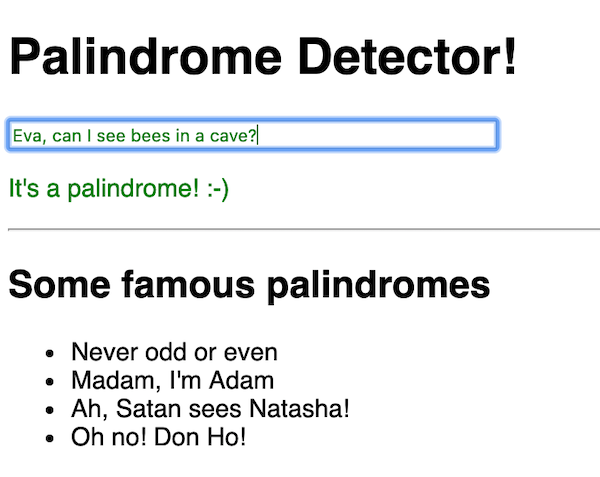 Palindrome Detector!
Eva, can I see bees in a cave?
It's a palindrome! :-)
Some famous palindromes
• Never odd or even
• Madam, I'm Adam
• Ah, Satan sees Natasha!
• Oh no! Don Ho!